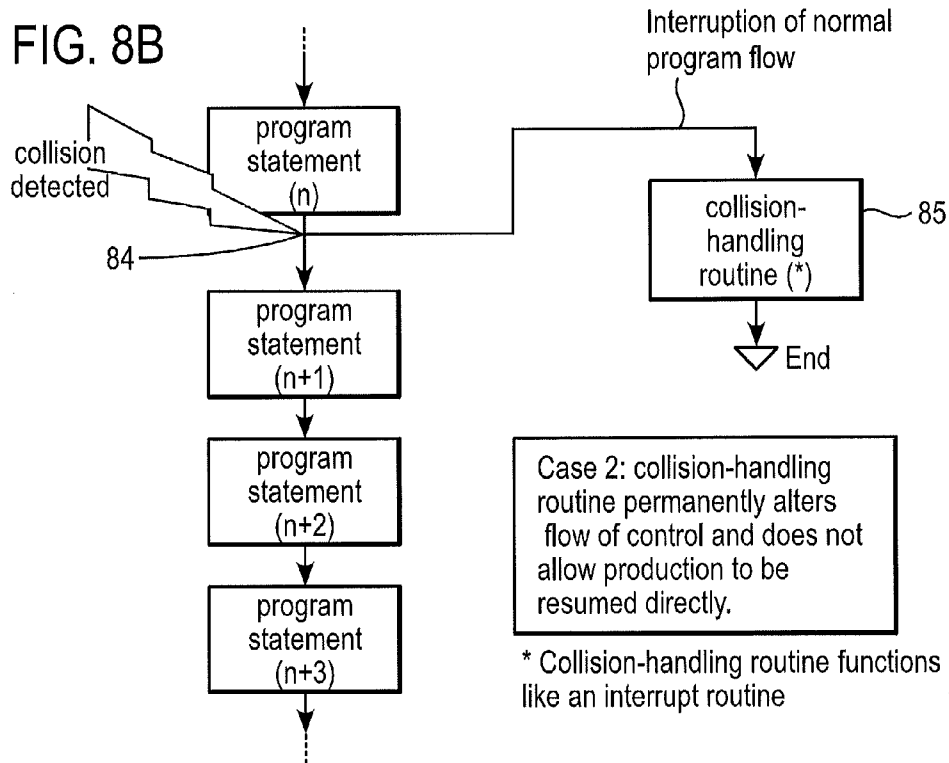 FIG. 8B
Interruption of normal
program flow
collision
detected
program
statement
(n)
84
collision-
handling
routine (*)
85
End
program
statement
(n+1)
program
statement
(n+2)
program
statement
(n+3)
Case 2: collision-handling
routine permanently alters
flow of control and does not
allow production to be
resumed directly.
* Collision-handling routine functions
like an interrupt routine